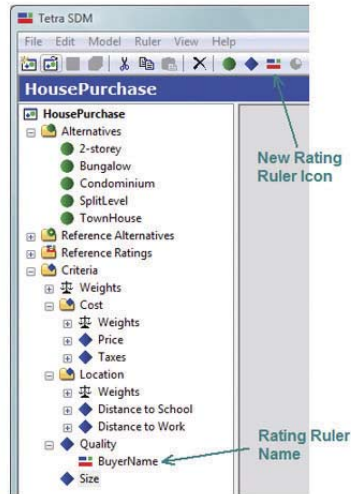 Tetra SDM
File Edit Model Ruler View Help
HousePurchase
HousePurchase
Alternatives
2-storey
Bungalow
Condominium
SplitLevel
TownHouse
Reference Alternatives
Reference Ratings
Criteria
Weights
Cost
Weights
Price
Taxes
Location
Weights
Distance to School
Distance to Work
Quality
BuyerName
Size
New Rating
Ruler Icon
Rating Ruler
Name